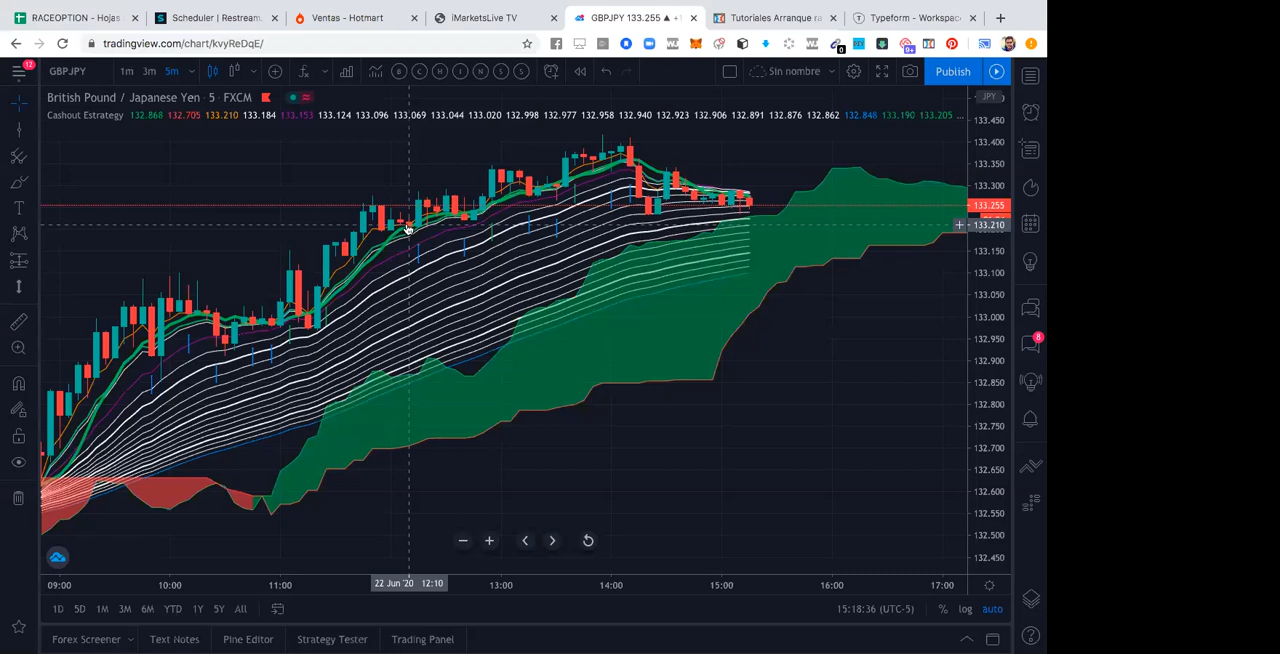 RACEOPTION - Hojas
Scheduler | Restream
Ventas - Hotmart
iMarketsLive TV
GBPJPY 133.255 ▲ +1
Tutoriales Arranque ra
Typeform - Workspace
tradingview.com/chart/kvyReDqE/
0
9+
12
GBPJPY
1m 3m 5m
B C H I N S S
Sin nombre
Publish
British Pound / Japanese Yen · 5 · FXCM
JPY
Cashout Estrategy 132.868 132.705 133.210 133.184 133.153 133.124 133.096 133.069 133.044 133.020 132.998 132.977 132.958 132.940 132.923 132.906 132.891 132.876 132.862 132.848 133.190 133.205 ...
133.450
133.400
133.350
133.300
133.255
133.210
133.150
133.100
133.050
133.000
132.950
132.900
132.850
132.800
132.750
132.700
132.650
132.600
132.550
132.500
132.450
8
09:00 10:00 11:00 22 Jun '20 12:10 13:00 14:00 15:00 16:00 17:00
1D 5D 1M 3M 6M YTD 1Y 5Y All
15:18:36 (UTC-5) % log auto
Forex Screener Text Notes Pine Editor Strategy Tester Trading Panel